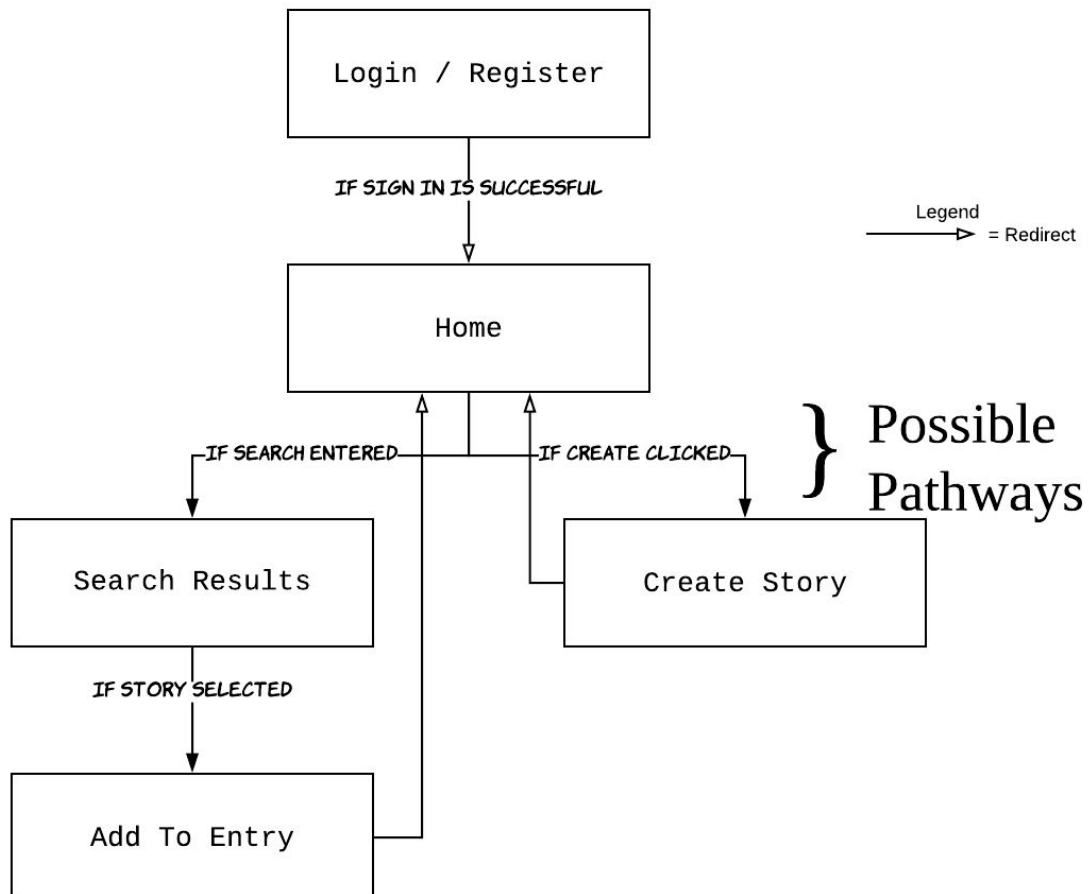 Login / Register
IF SIGN IN IS SUCCESSFUL
Legend
= Redirect
Home
Possible
Pathways
IF SEARCH ENTERED
IF CREATE CLICKED
Search Results
Create Story
IF STORY SELECTED
Add To Entry